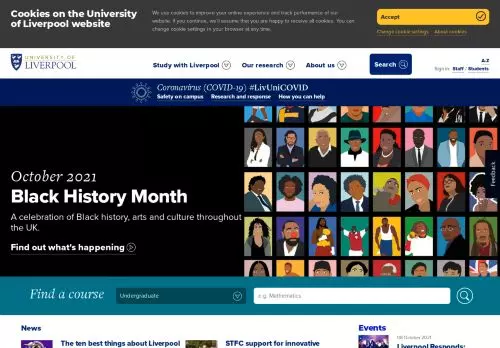 Cookies on the University
of Liverpool website
We use cookies to improve your online experience and track performance of our
website. If you continue, we'll assume that you are happy to receive all cookies. You can
change cookie settings in your browser at any time.
Accept
Change cookie settings About cookies
UNIVERSITY OF
LIVERPOOL
Study with Liverpool
Our research
About us
Search
A-Z
Sign in: Staff / Students
Coronavirus (COVID-19) #LivUniCOVID
Safety on campus Research and response How you can help
Feedback
October 2021
Black History Month
A celebration of Black history, arts and culture throughout
the UK.
Find out what's happening
Find a course
Undergraduate
e.g. Mathematics
News
Events
The ten best things about Liverpool
STFC support for innovative
October 2021
Liverpool Responds: